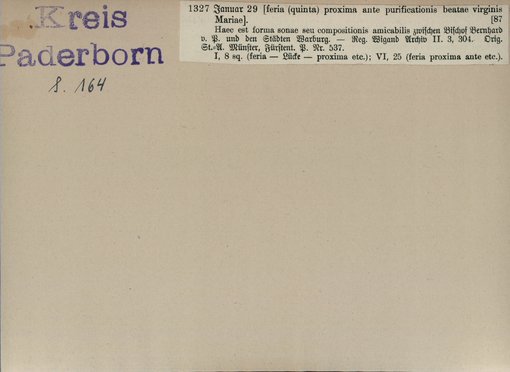 Kreis
Paderborn
S. 164
1327 Januar 29 [feria (quinta) proxima ante purificationis beatae virginis
Mariae]. [87
Haec est forma sonae seu compositionis amicabilis zwischen Bischof Bernhard
v. P. und den Städten Warburg. — Reg. Wigand Archiv II. 3, 304. Orig.
St.-A. Münster, Fürstent. P. Nr. 537.
I, 8 sq. (feria — Lücke — proxima etc.); VI, 25 (feria proxima ante etc.).